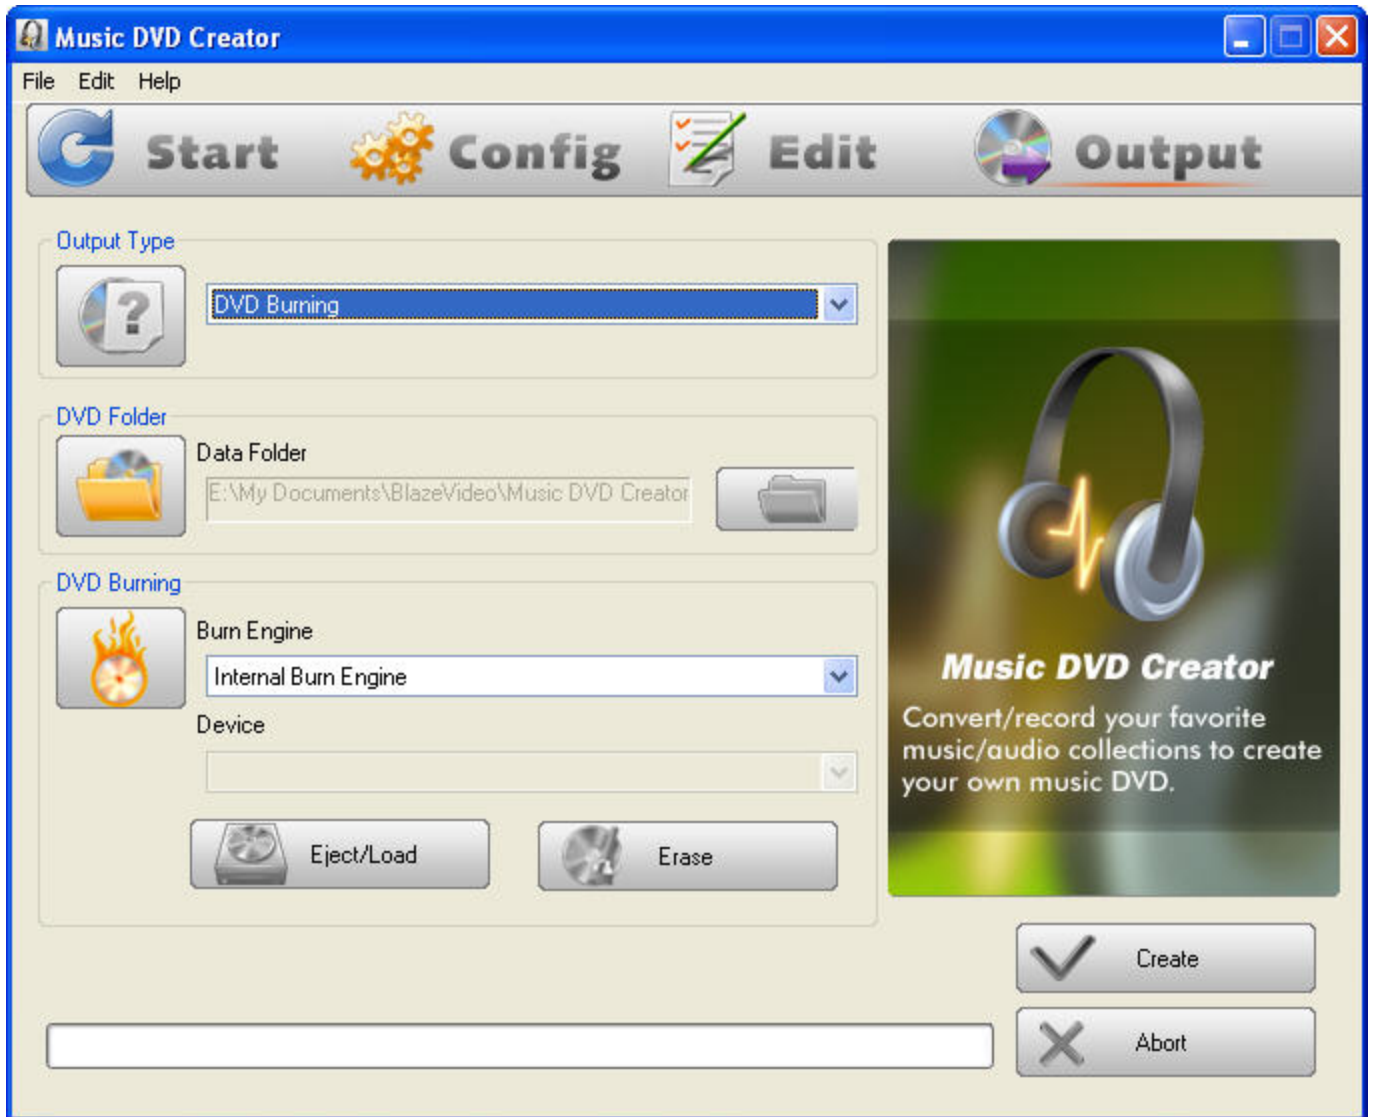 Music DVD Creator
File Edit Help
Start Config Edit Output
Output Type
DVD Burning
DVD Folder
Data Folder
E:\My Documents\BlazeVideo\Music DVD Creator
DVD Burning
Burn Engine
Internal Burn Engine
Device
Eject/Load Erase
Music DVD Creator
Convert/record your favorite
music/audio collections to create
your own music DVD.
Create
Abort